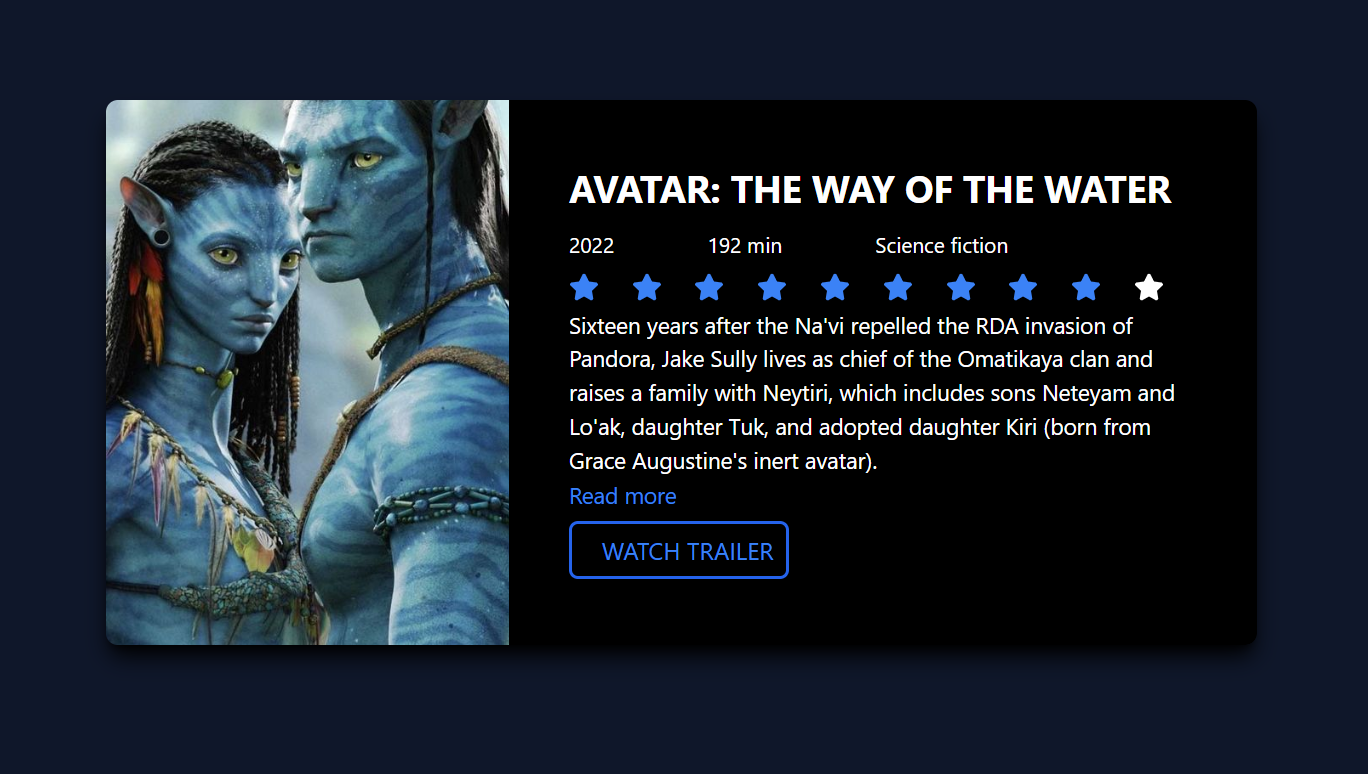 AVATAR: THE WAY OF THE WATER
2022 192 min Science fiction
Sixteen years after the Na'vi repelled the RDA invasion of
Pandora, Jake Sully lives as chief of the Omatikaya clan and
raises a family with Neytiri, which includes sons Neteyam and
Lo'ak, daughter Tuk, and adopted daughter Kiri (born from
Grace Augustine's inert avatar).
Read more
WATCH TRAILER